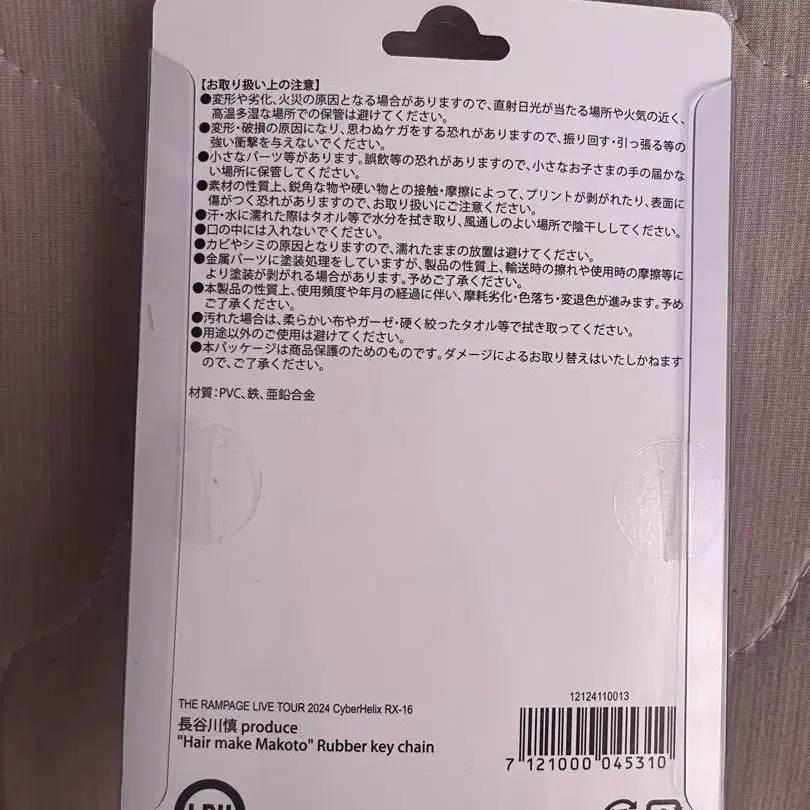 【お取り扱い上の注意】
●変形や劣化、火災の原因となる場合がありますので、直射日光が当たる場所や火気の近く、
高温多湿な場所での保管は避けてください。
●変形・破損の原因になり、思わぬケガをする恐れがありますので、振り回す・引っ張る等の
強い衝撃を与えないでください。
●小さなパーツ等があります。誤飲等の恐れがありますので、小さなお子さまの手の届かな
い場所に保管してください。
●素材の性質上、鋭角な物や硬い物との接触・摩擦によって、プリントが剥がれたり、表面に
傷がつく恐れがありますので、お取り扱いにご注意ください。
●汗・水に濡れた際はタオル等で水分を拭き取り、風通しのよい場所で陰干ししてください。
●口の中には入れないでください。
●カビやシミの原因となりますので、濡れたままの放置は避けてください。
●金属パーツに塗装処理をしていますが、製品の性質上、輸送時の擦れや使用時の摩擦等に
より塗装が剥がれる場合があります。予めご了承ください。
●本製品の性質上、使用頻度や年月の経過に伴い、摩耗劣化・色落ち・変退色が進みます。予め
ご了承ください。
●汚れた場合は、柔らかい布やガーゼ・硬く絞ったタオル等で拭き取ってください。
●用途以外のご使用は避けてください。
●本パッケージは商品保護のためのものです。ダメージによるお取り替えはいたしかねます
ので、ご了承ください。
材質：PVC、鉄、亜鉛合金
THE RAMPAGE LIVE TOUR 2024 CyberHelix RX-16
長谷川慎 produce
"Hair make Makoto" Rubber key chain
12124110013
7 121000 045310